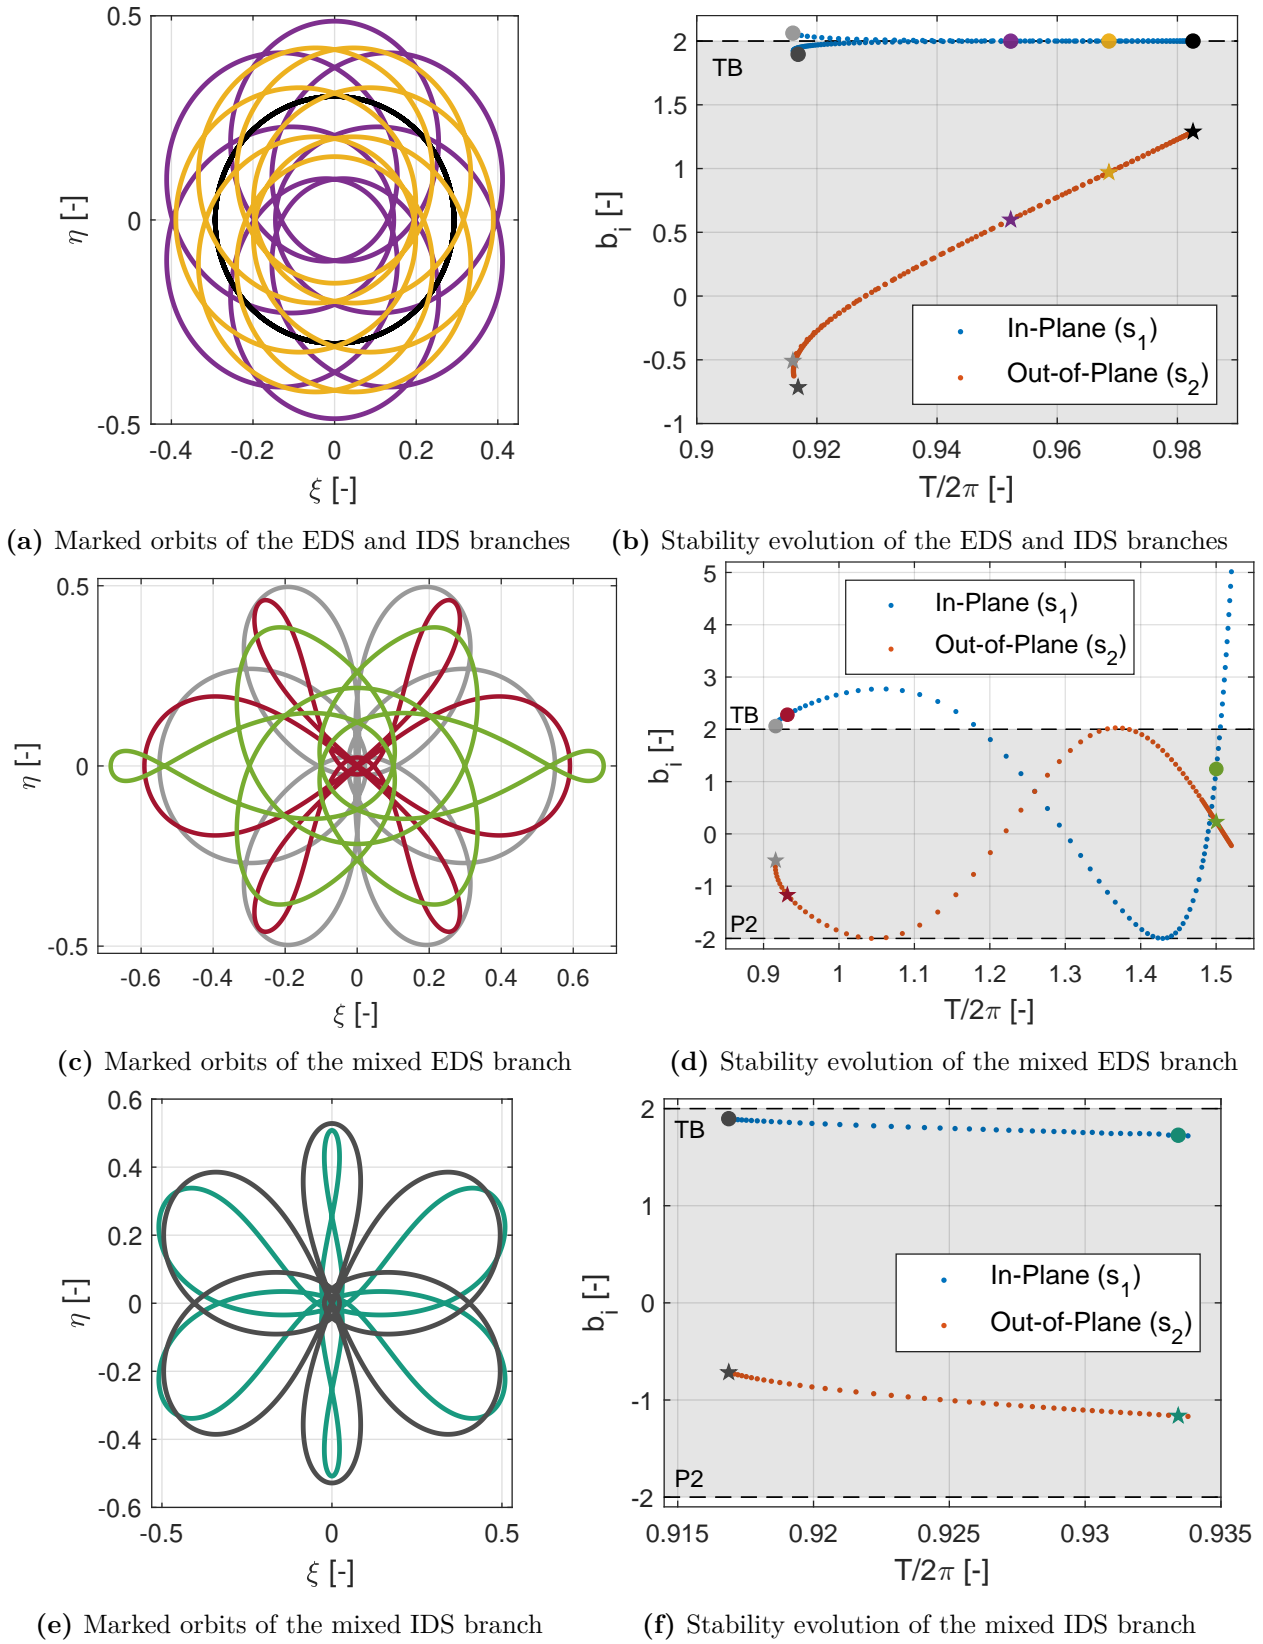 0.5
0
-0.5
η [-]
-0.4 -0.2 0 0.2 0.4
ξ [-]
2
1.5
1
0.5
0
-0.5
-1
b_i [-]
TB
In-Plane (s_1)
Out-of-Plane (s_2)
0.9 0.92 0.94 0.96 0.98
T/2π [-]
(a) Marked orbits of the EDS and IDS branches
(b) Stability evolution of the EDS and IDS branches
0.5
0
-0.5
η [-]
-0.6 -0.4 -0.2 0 0.2 0.4 0.6
ξ [-]
5
4
3
2
1
0
-1
-2
b_i [-]
In-Plane (s_1)
Out-of-Plane (s_2)
TB
P2
0.9 1 1.1 1.2 1.3 1.4 1.5
T/2π [-]
(c) Marked orbits of the mixed EDS branch
(d) Stability evolution of the mixed EDS branch
0.6
0.4
0.2
0
-0.2
-0.4
-0.6
η [-]
-0.5 0 0.5
ξ [-]
2
1
0
-1
-2
b_i [-]
TB
In-Plane (s_1)
Out-of-Plane (s_2)
P2
0.915 0.92 0.925 0.93 0.935
T/2π [-]
(e) Marked orbits of the mixed IDS branch
(f) Stability evolution of the mixed IDS branch